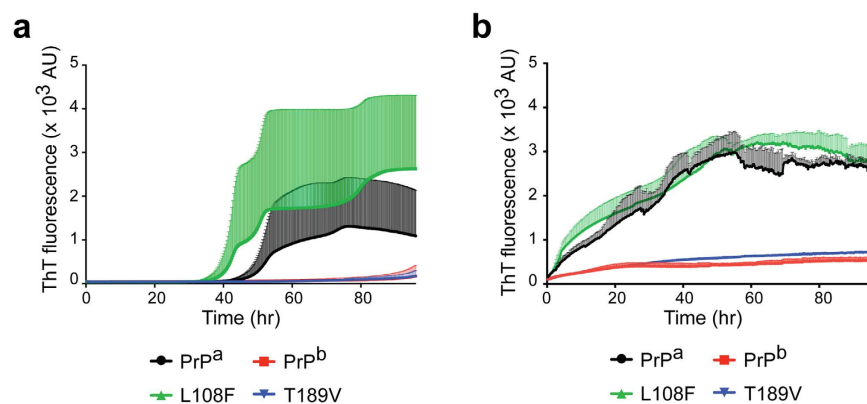 a
ThT fluorescence (x 10³ AU)
5
4
3
2
1
0
0 20 40 60 80
Time (hr)
PrPᵃ PrPᵇ
L108F T189V
b
ThT fluorescence (x 10³ AU)
5
4
3
2
1
0
0 20 40 60 80
Time (hr)
PrPᵃ PrPᵇ
L108F T189V